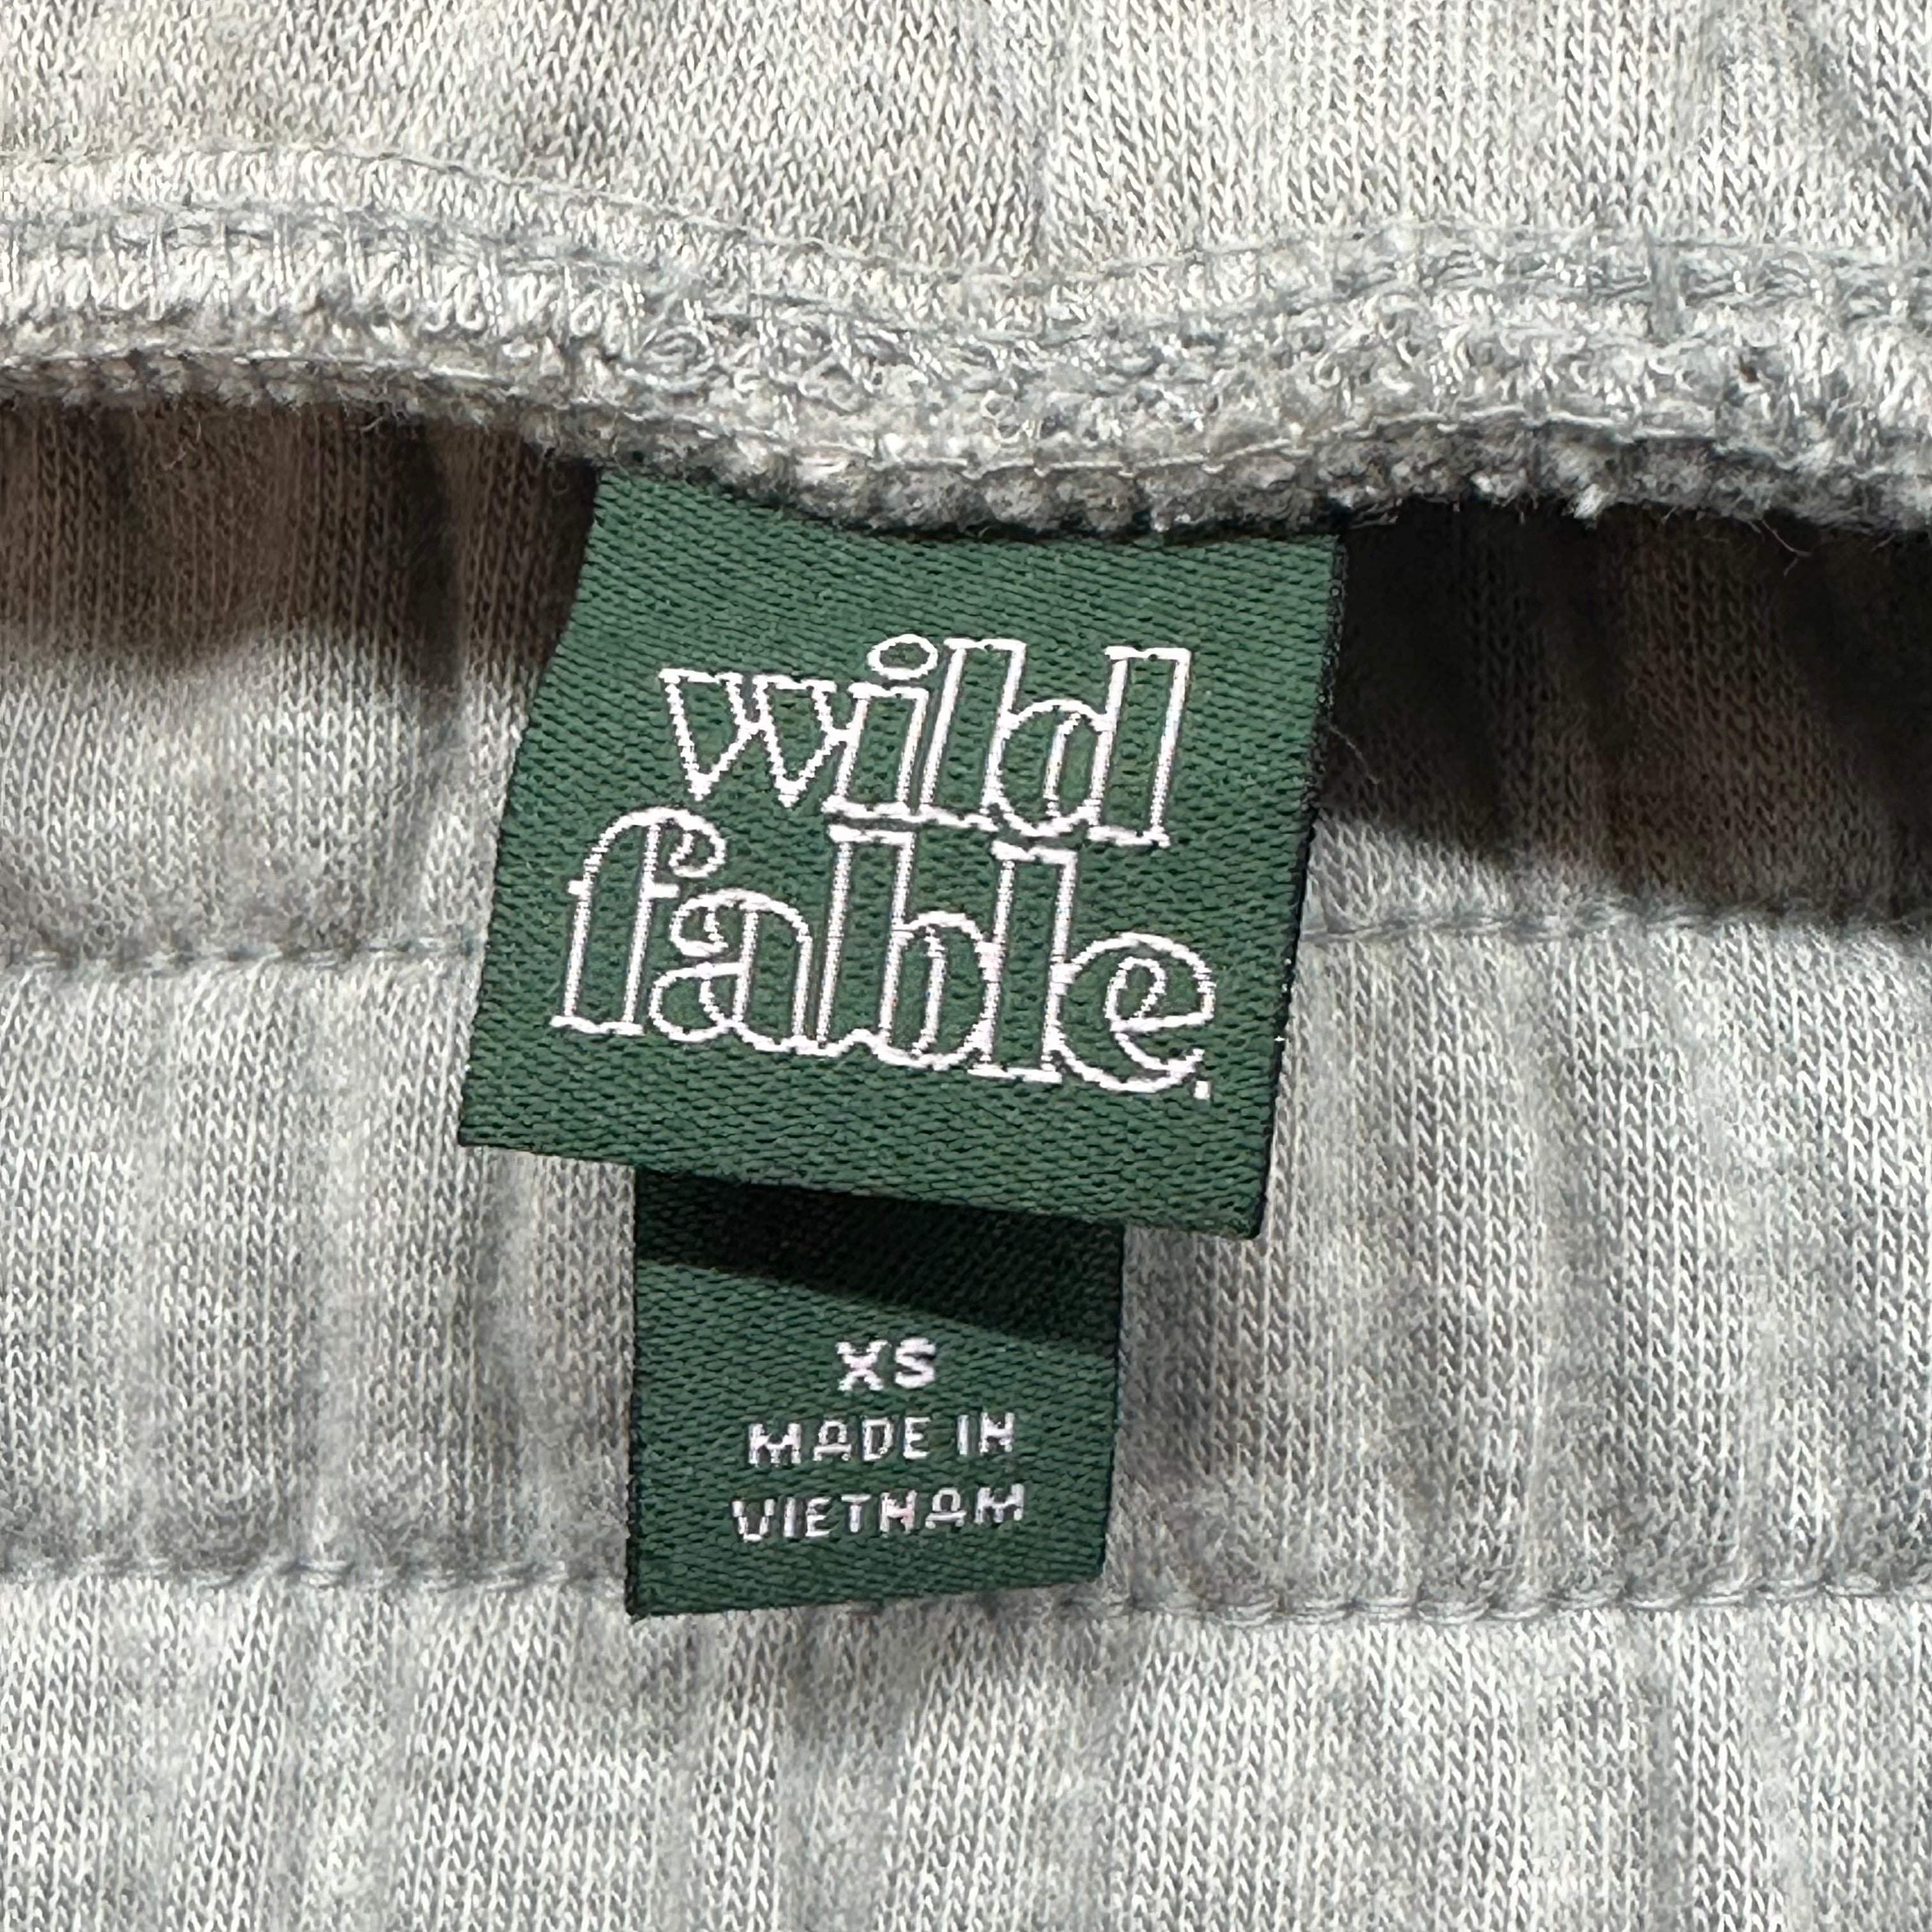 wild
fable.
XS
MADE IN
VIETNAM